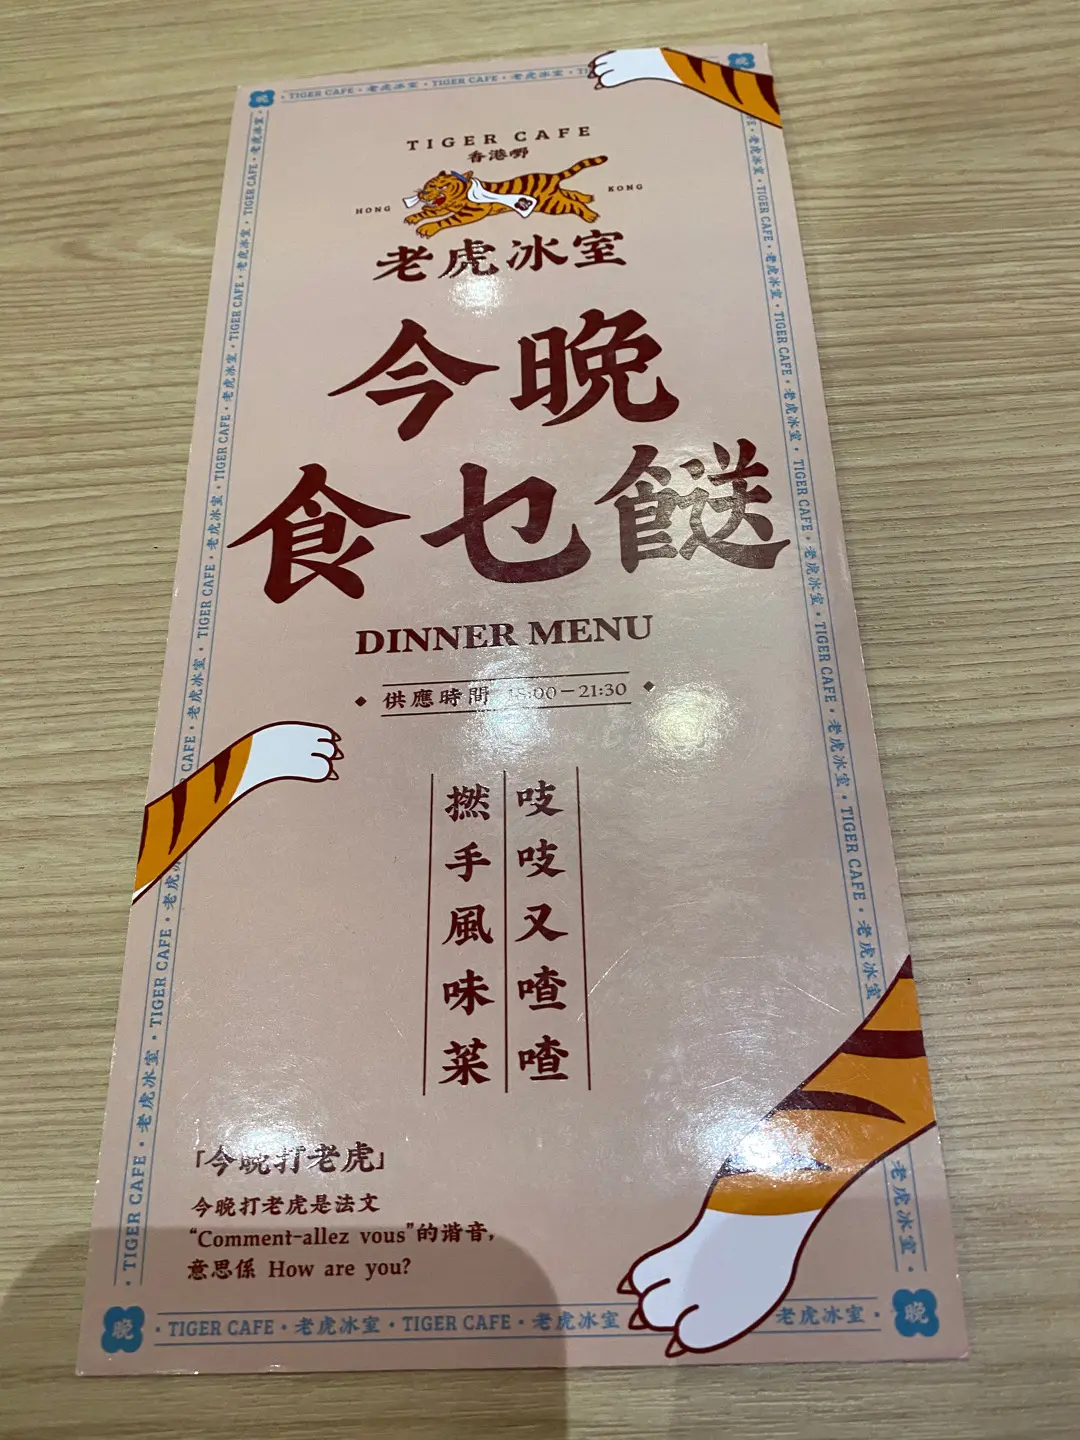 TIGER CAFE
香港嘢
HONG KONG
老虎冰室
今晚
食乜餸
DINNER MENU
供應時間 18:00－21:30
吱吱又喳喳
撚手風味菜
「今晚打老虎」
今晚打老虎是法文
“Comment-allez vous”的谐音,
意思係 How are you?
晚 · TIGER CAFE · 老虎冰室 · TIGER CAFE · 老虎冰室
老虎冰室 · 晚